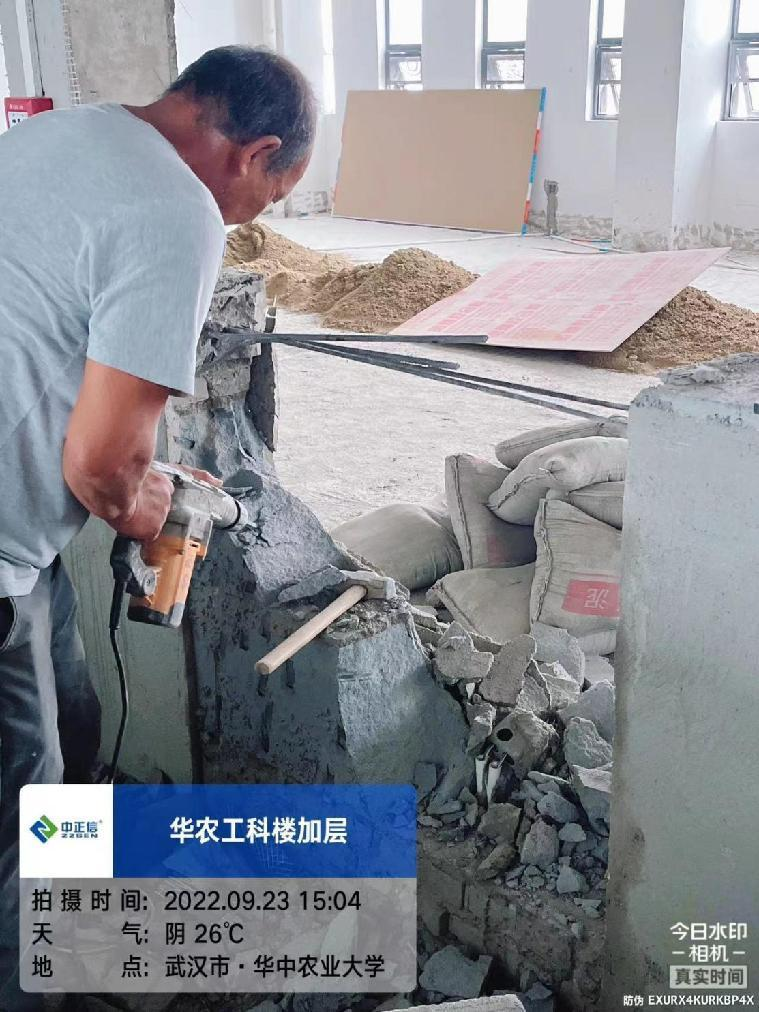 泥
中正信
ZZSEN
华农工科楼加层
拍摄时间: 2022.09.23 15:04
天气: 阴 26℃
地点: 武汉市·华中农业大学
今日水印
相机
真实时间
防伪 EXURX4KURKBP4X